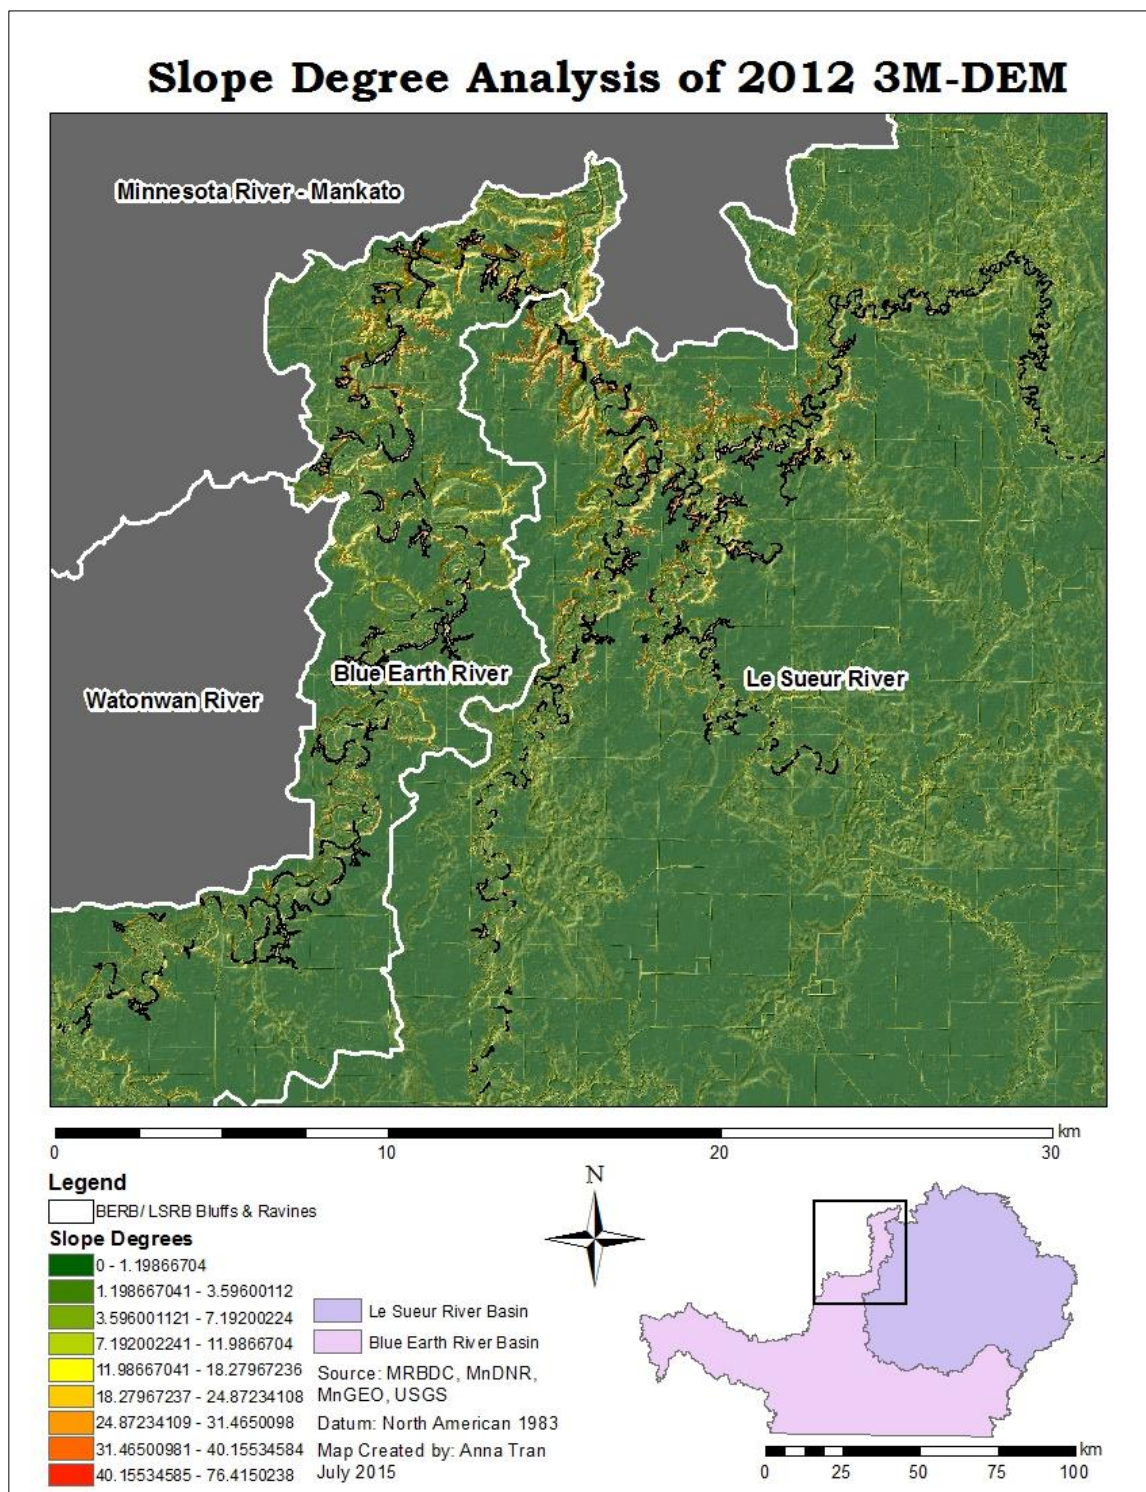 Slope Degree Analysis of 2012 3M-DEM
Minnesota River - Mankato
Blue Earth River
Le Sueur River
Watonwan River
km
0 10 20 30
Legend
BERB/ LSRB Bluffs & Ravines
Slope Degrees
0 - 1.19866704
1.198667041 - 3.59600112
3.596001121 - 7.19200224
7.192002241 - 11.9866704
11.98667041 - 18.27967236
18.27967237 - 24.87234108
24.87234109 - 31.4650098
31.46500981 - 40.15534584
40.15534585 - 76.4150238
N
Le Sueur River Basin
Blue Earth River Basin
Source: MRBDC, MnDNR,
MnGEO, USGS
Datum: North American 1983
Map Created by: Anna Tran
July 2015
km
0 25 50 75 100